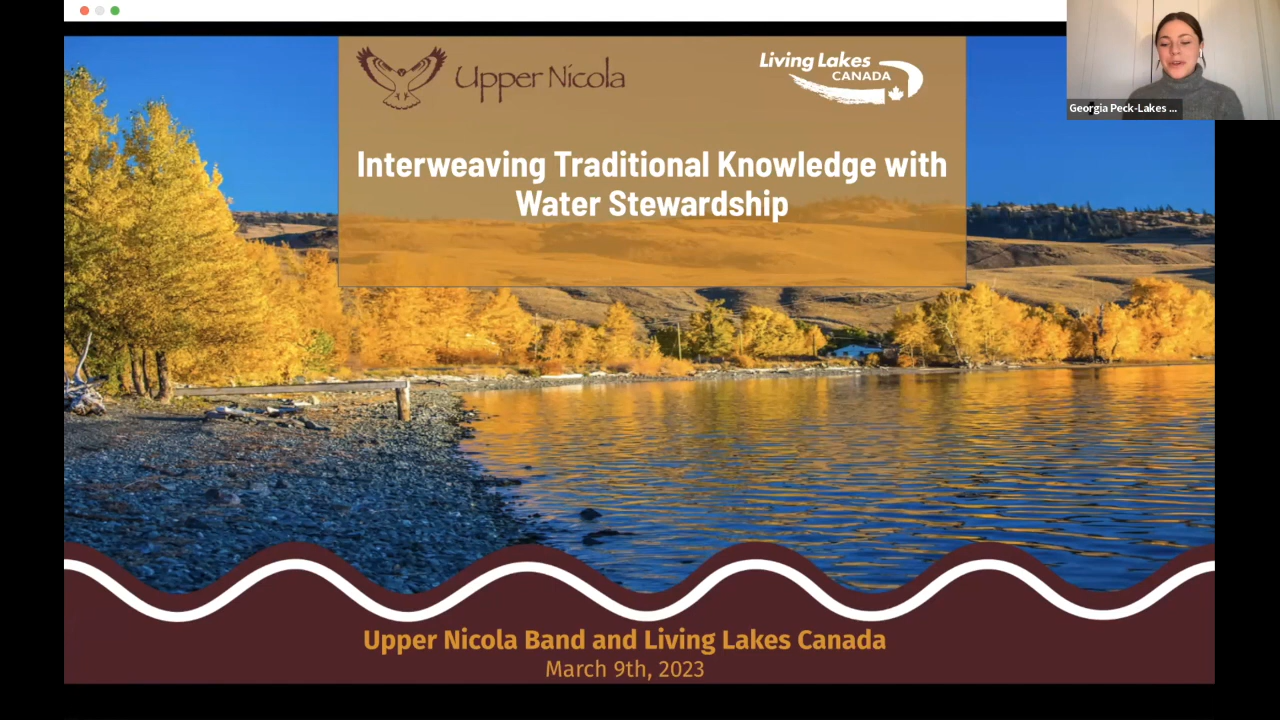 Upper Nicola
Living Lakes
CANADA
Georgia Peck-Lakes ...
Interweaving Traditional Knowledge with
Water Stewardship
Upper Nicola Band and Living Lakes Canada
March 9th, 2023